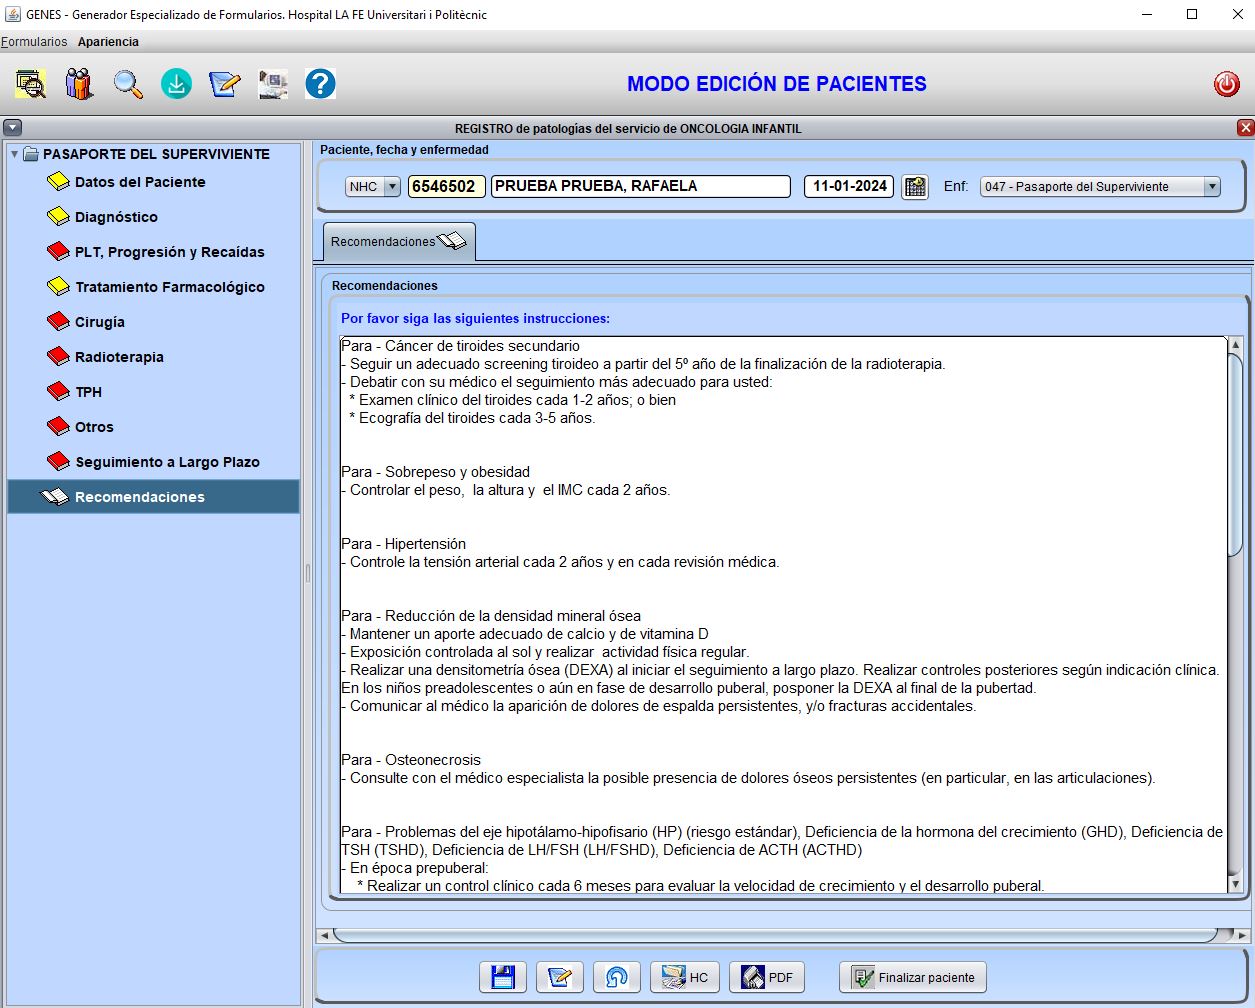 GENES - Generador Especializado de Formularios. Hospital LA FE Universitari i Politècnic
Formularios Apariencia
MODO EDICIÓN DE PACIENTES
REGISTRO de patologías del servicio de ONCOLOGIA INFANTIL
PASAPORTE DEL SUPERVIVIENTE
Datos del Paciente
Diagnóstico
PLT, Progresión y Recaídas
Tratamiento Farmacológico
Cirugía
Radioterapia
TPH
Otros
Seguimiento a Largo Plazo
Recomendaciones
Paciente, fecha y enfermedad
NHC 6546502 PRUEBA PRUEBA, RAFAELA 11-01-2024 Enf: 047 - Pasaporte del Superviviente
Recomendaciones
Recomendaciones
Por favor siga las siguientes instrucciones:
Para - Cáncer de tiroides secundario
- Seguir un adecuado screening tiroideo a partir del 5º año de la finalización de la radioterapia.
- Debatir con su médico el seguimiento más adecuado para usted:
* Examen clínico del tiroides cada 1-2 años; o bien
* Ecografía del tiroides cada 3-5 años.
Para - Sobrepeso y obesidad
- Controlar el peso,  la altura y  el IMC cada 2 años.
Para - Hipertensión
- Controle la tensión arterial cada 2 años y en cada revisión médica.
Para - Reducción de la densidad mineral ósea
- Mantener un aporte adecuado de calcio y de vitamina D
- Exposición controlada al sol y realizar  actividad física regular.
- Realizar una densitometría ósea (DEXA) al iniciar el seguimiento a largo plazo. Realizar controles posteriores según indicación clínica.
En los niños preadolescentes o aún en fase de desarrollo puberal, posponer la DEXA al final de la pubertad.
- Comunicar al médico la aparición de dolores de espalda persistentes, y/o fracturas accidentales.
Para - Osteonecrosis
- Consulte con el médico especialista la posible presencia de dolores óseos persistentes (en particular, en las articulaciones).
Para - Problemas del eje hipotálamo-hipofisario (HP) (riesgo estándar), Deficiencia de la hormona del crecimiento (GHD), Deficiencia de
TSH (TSHD), Deficiencia de LH/FSH (LH/FSHD), Deficiencia de ACTH (ACTHD)
- En época prepuberal:
* Realizar un control clínico cada 6 meses para evaluar la velocidad de crecimiento y el desarrollo puberal.
HC PDF Finalizar paciente